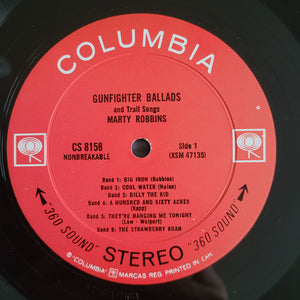 COLUMBIA
GUNFIGHTER BALLADS
and Trail Songs
MARTY ROBBINS
CS 8158
NONBREAKABLE
Side 1
(XSM 47135)
Band 1: BIG IRON (Robbins)
Band 2: COOL WATER (Nolan)
Band 3: BILLY THE KID
Band 4: A HUNDRED AND SIXTY ACRES
(Kapp)
Band 5: THEY'RE HANGING ME TONIGHT
(Low - Wolpert)
Band 6: THE STRAWBERRY ROAN
"360 SOUND" STEREO "360 SOUND"
® "COLUMBIA" MARCAS REG. PRINTED IN CAN.